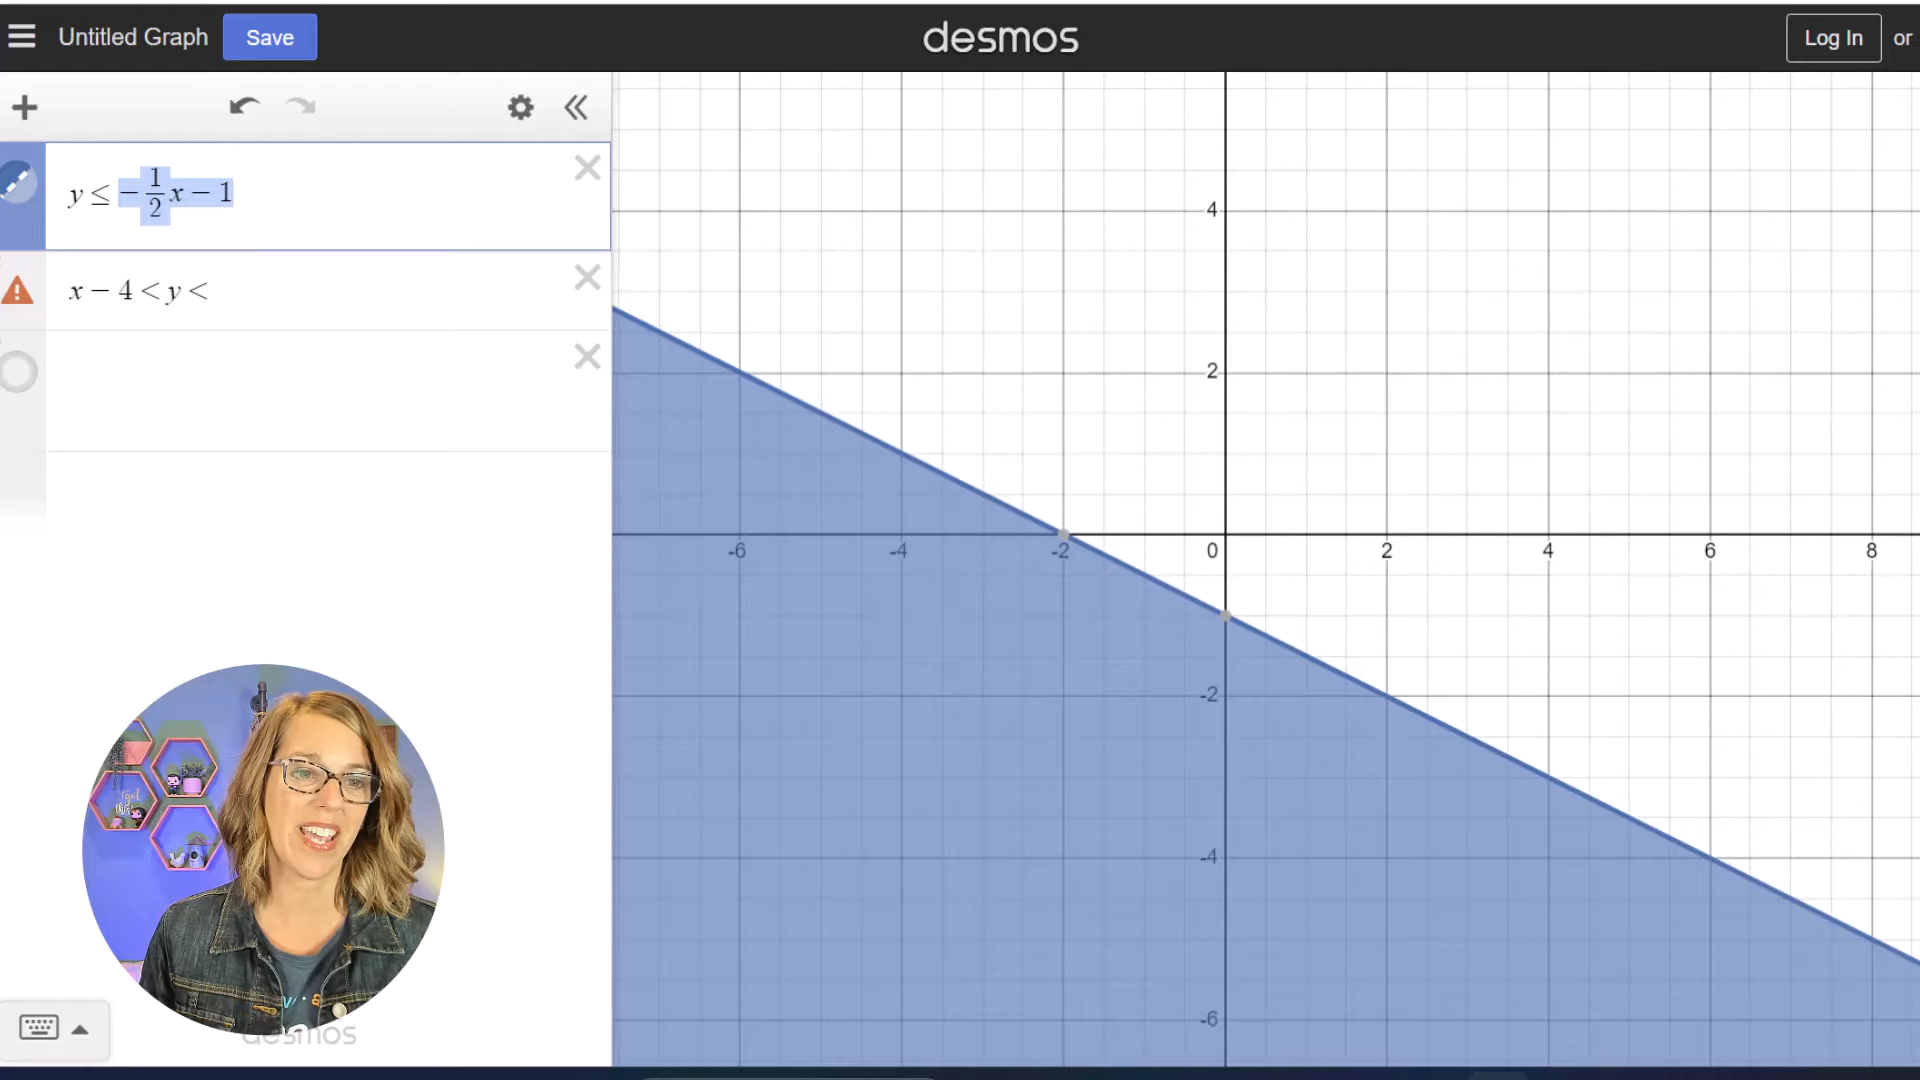 Untitled Graph Save desmos Log In or
y ≤ −1/2x − 1
x − 4 < y <
4
2
-6 -4 -2 0 2 4 6 8
-2
-4
-6
desmos